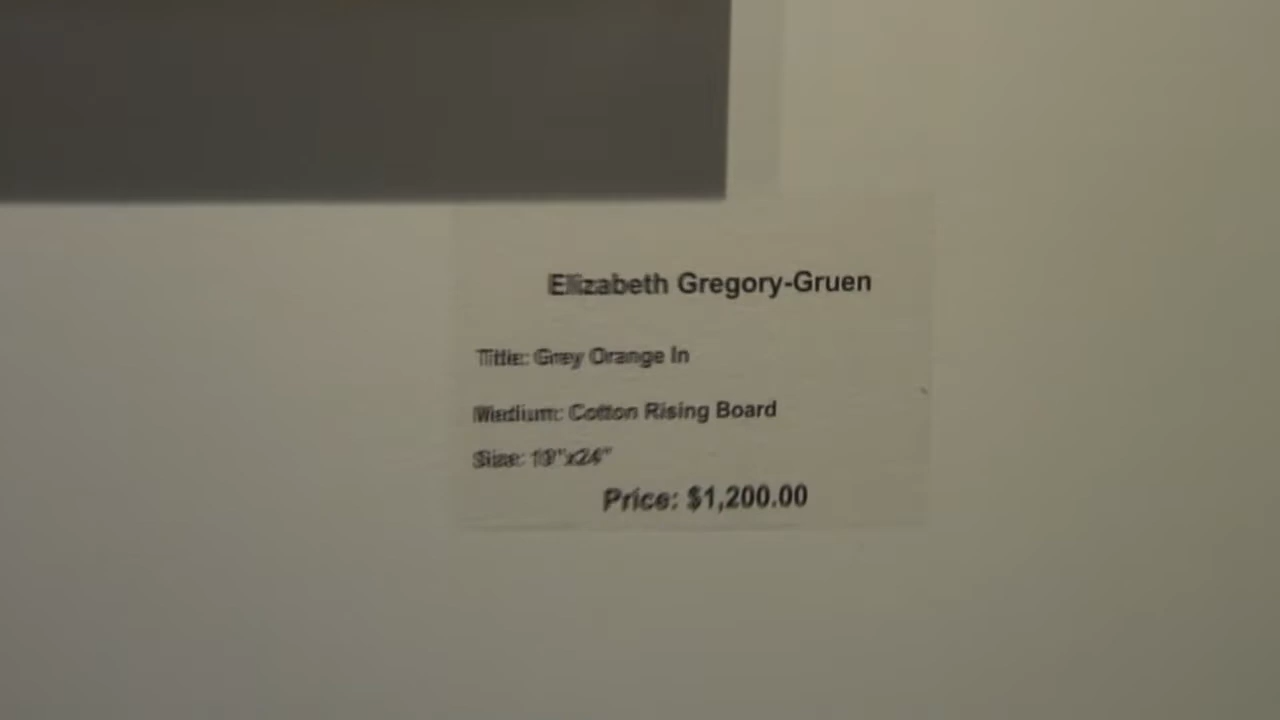 Elizabeth Gregory-Gruen
Title: Grey Orange In
Medium: Cotton Rising Board
Size:
Price: $1,200.00